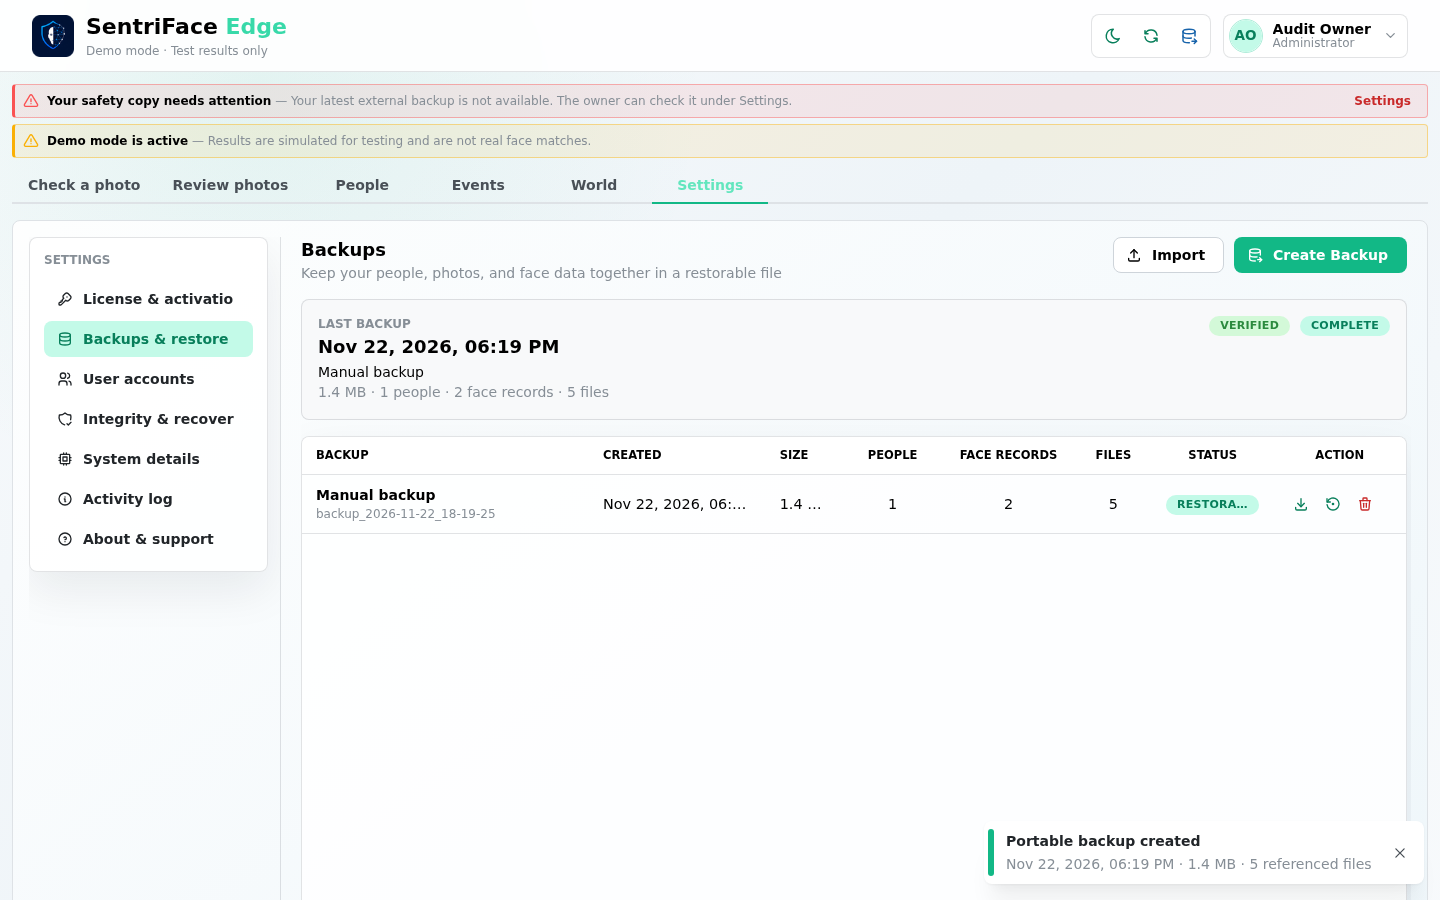 SentriFace Edge
Demo mode · Test results only
AO
Audit Owner
Administrator
Your safety copy needs attention — Your latest external backup is not available. The owner can check it under Settings.
Settings
Demo mode is active — Results are simulated for testing and are not real face matches.
Check a photo
Review photos
People
Events
World
Settings
SETTINGS
License & activatio
Backups & restore
User accounts
Integrity & recover
System details
Activity log
About & support
Backups
Keep your people, photos, and face data together in a restorable file
Import
Create Backup
LAST BACKUP
VERIFIED
COMPLETE
Nov 22, 2026, 06:19 PM
Manual backup
1.4 MB · 1 people · 2 face records · 5 files
BACKUP CREATED SIZE PEOPLE FACE RECORDS FILES STATUS ACTION
Manual backup
backup_2026-11-22_18-19-25
Nov 22, 2026, 06:... 1.4 ... 1 2 5 RESTORA...
Portable backup created
Nov 22, 2026, 06:19 PM · 1.4 MB · 5 referenced files